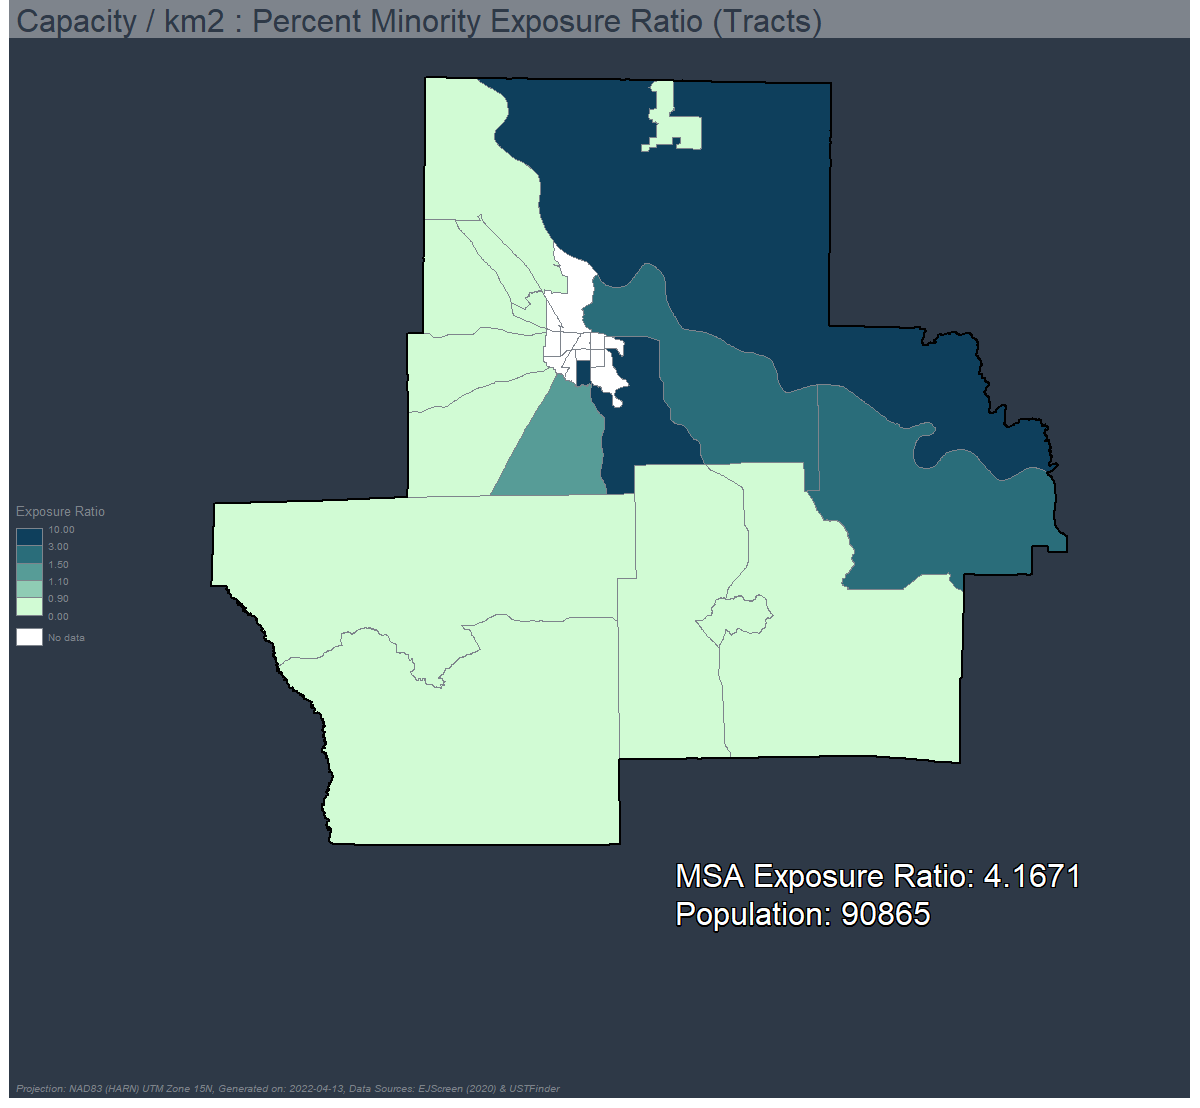 Capacity / km2 : Percent Minority Exposure Ratio (Tracts)
Exposure Ratio
10.00
3.00
1.50
1.10
0.90
0.00
No data
MSA Exposure Ratio: 4.1671
Population: 90865
Projection: NAD83 (HARN) UTM Zone 15N, Generated on: 2022-04-13, Data Sources: EJScreen (2020) & USTFinder